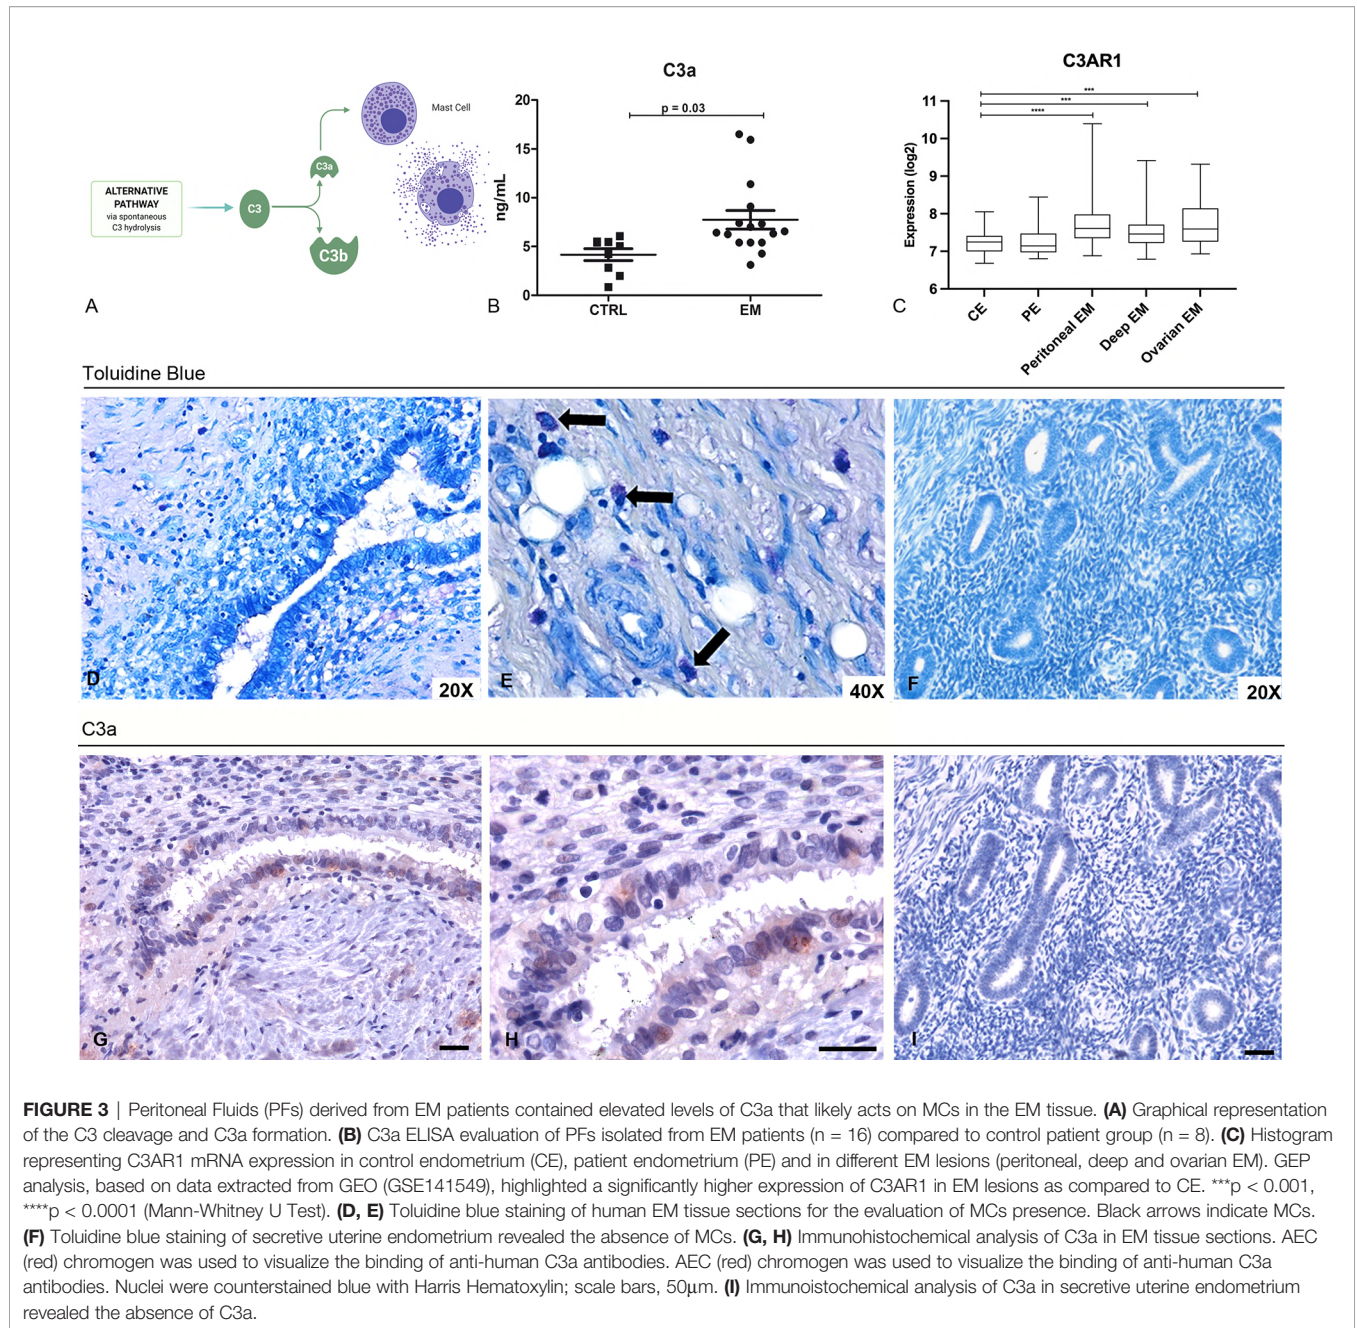 ALTERNATIVE
PATHWAY
via spontaneous
C3 hydrolysis
C3
C3a
C3b
Mast Cell
A
C3a
p = 0.03
ng/mL
20
15
10
5
0
CTRL
EM
B
C3AR1
***
***
****
Expression (log2)
11
10
9
8
7
6
CE
PE
Peritoneal EM
Deep EM
Ovarian EM
C
Toluidine Blue
D
20X
E
40X
F
20X
C3a
G
H
I
FIGURE 3 | Peritoneal Fluids (PFs) derived from EM patients contained elevated levels of C3a that likely acts on MCs in the EM tissue. (A) Graphical representation
of the C3 cleavage and C3a formation. (B) C3a ELISA evaluation of PFs isolated from EM patients (n = 16) compared to control patient group (n = 8). (C) Histogram
representing C3AR1 mRNA expression in control endometrium (CE), patient endometrium (PE) and in different EM lesions (peritoneal, deep and ovarian EM). GEP
analysis, based on data extracted from GEO (GSE141549), highlighted a significantly higher expression of C3AR1 in EM lesions as compared to CE. ***p < 0.001,
****p < 0.0001 (Mann-Whitney U Test). (D, E) Toluidine blue staining of human EM tissue sections for the evaluation of MCs presence. Black arrows indicate MCs.
(F) Toluidine blue staining of secretive uterine endometrium revealed the absence of MCs. (G, H) Immunohistochemical analysis of C3a in EM tissue sections. AEC
(red) chromogen was used to visualize the binding of anti-human C3a antibodies. AEC (red) chromogen was used to visualize the binding of anti-human C3a
antibodies. Nuclei were counterstained blue with Harris Hematoxylin; scale bars, 50μm. (I) Immunoistochemical analysis of C3a in secretive uterine endometrium
revealed the absence of C3a.